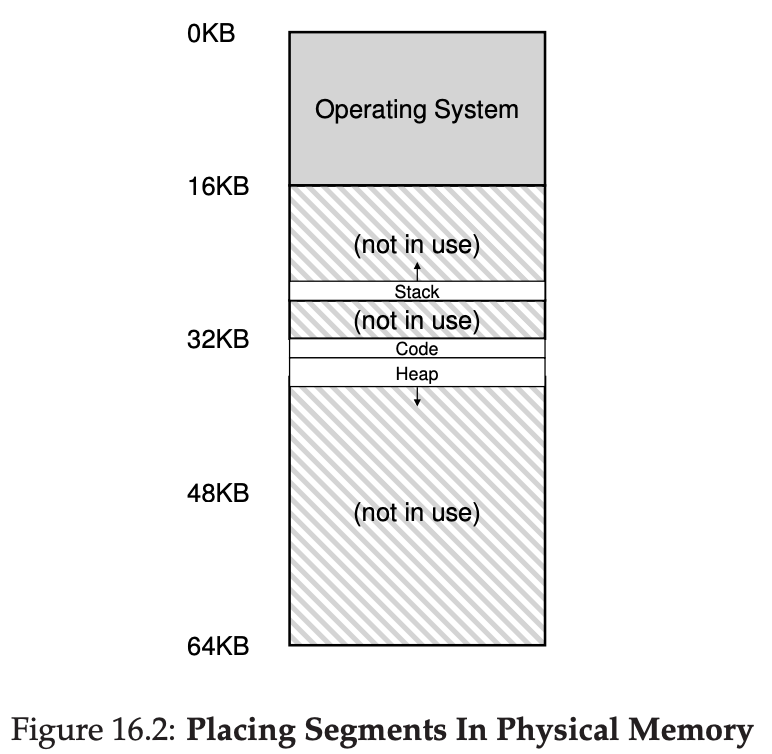 0KB
Operating System
16KB
(not in use)
Stack
(not in use)
32KB
Code
Heap
48KB
(not in use)
64KB
Figure 16.2: Placing Segments In Physical Memory